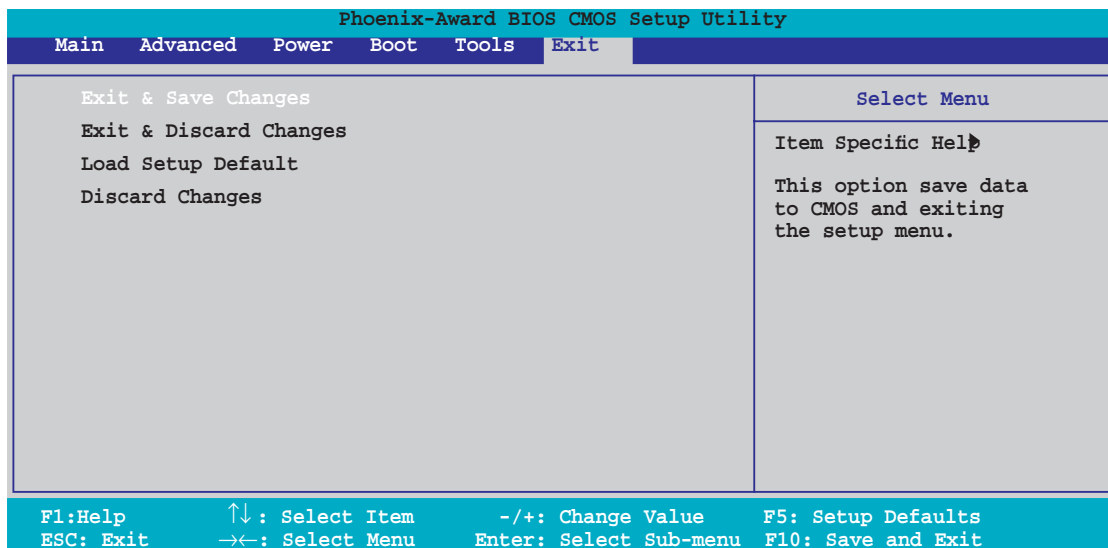 Phoenix-Award BIOS CMOS Setup Utility
Main Advanced Power Boot Tools Exit
Exit & Save Changes
Exit & Discard Changes
Load Setup Default
Discard Changes
Select Menu
Item Specific Help
This option save data
to CMOS and exiting
the setup menu.
F1:Help ↑↓: Select Item -/+: Change Value F5: Setup Defaults
ESC: Exit →←: Select Menu Enter: Select Sub-menu F10: Save and Exit